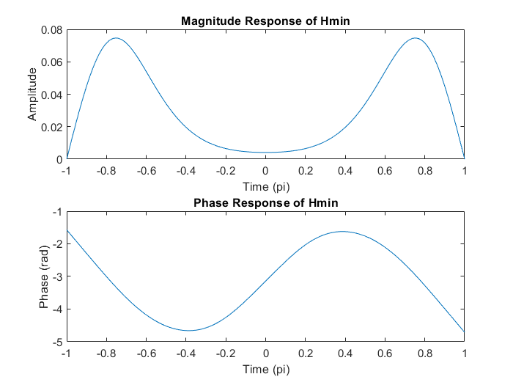 Magnitude Response of Hmin
0.08
0.06
0.04
0.02
0
Amplitude
-1 -0.8 -0.6 -0.4 -0.2 0 0.2 0.4 0.6 0.8 1
Time (pi)
Phase Response of Hmin
-1
-2
-3
-4
-5
Phase (rad)
-1 -0.8 -0.6 -0.4 -0.2 0 0.2 0.4 0.6 0.8 1
Time (pi)